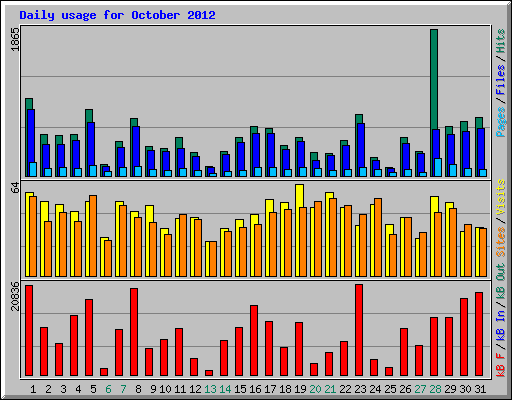 Daily usage for October 2012
1865
64
20836
Pages / Files / Hits
Sites / Visits
kB F / kB In / kB Out
1 2 3 4 5 6 7 8 9 10 11 12 13 14 15 16 17 18 19 20 21 22 23 24 25 26 27 28 29 30 31